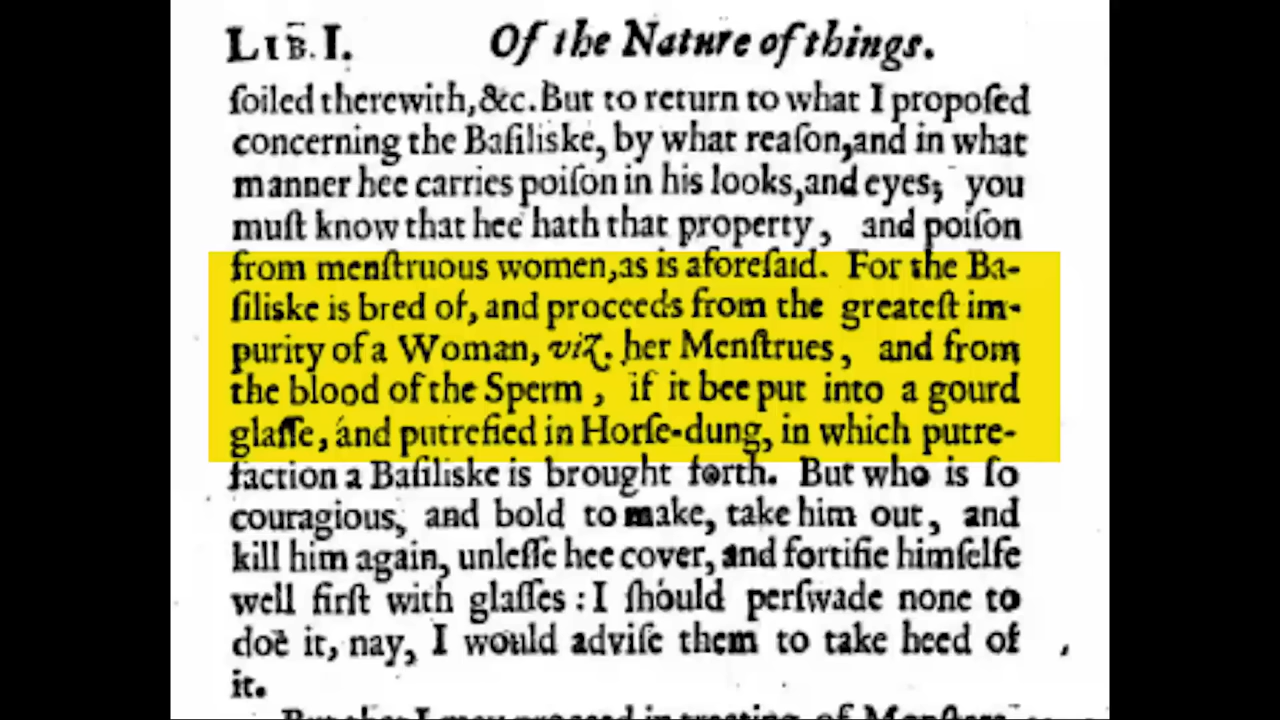 LIB. I. Of the Nature of things.
ſoiled therewith, &c. But to return to what I propoſed
concerning the Baſiliske, by what reaſon, and in what
manner hee carries poiſon in his looks, and eyes; you
muſt know that hee hath that property, and poiſon
from menſtruous women, as is aforeſaid. For the Ba-
ſiliske is bred of, and proceeds from the greateſt im-
purity of a Woman, viz. her Menſtrues, and from
the blood of the Sperm, if it bee put into a gourd
glaſſe, and putrefied in Horſe-dung, in which putre-
faction a Baſiliske is brought forth. But who is ſo
couragious, and bold to make, take him out, and
kill him again, unleſſe hee cover, and fortifie himſelfe
well firſt with glaſſes: I ſhould perſwade none to
doe it, nay, I would adviſe them to take heed of
it.
I may proceed in treating of Monſters